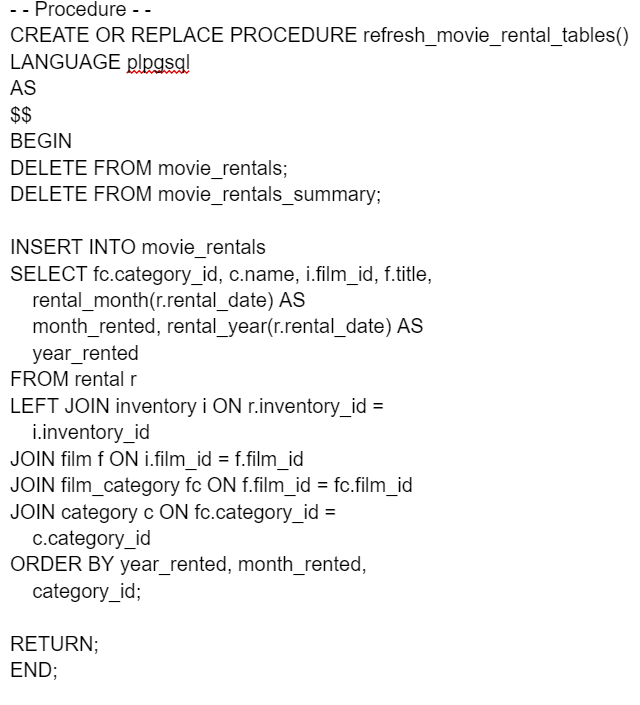 - - Procedure - -
CREATE OR REPLACE PROCEDURE refresh_movie_rental_tables()
LANGUAGE plpgsql
AS
$$
BEGIN
DELETE FROM movie_rentals;
DELETE FROM movie_rentals_summary;

INSERT INTO movie_rentals
SELECT fc.category_id, c.name, i.film_id, f.title,
rental_month(r.rental_date) AS
month_rented, rental_year(r.rental_date) AS
year_rented
FROM rental r
LEFT JOIN inventory i ON r.inventory_id =
i.inventory_id
JOIN film f ON i.film_id = f.film_id
JOIN film_category fc ON f.film_id = fc.film_id
JOIN category c ON fc.category_id =
c.category_id
ORDER BY year_rented, month_rented,
category_id;

RETURN;
END;